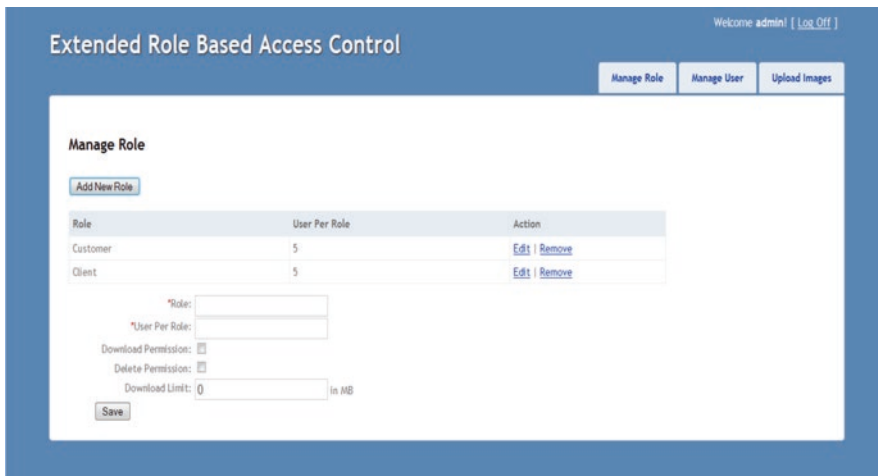 Welcome admin! [ Log Off ]
Extended Role Based Access Control
Manage Role Manage User Upload Images
Manage Role
Add New Role
Role User Per Role Action
Customer 5 Edit | Remove
Client 5 Edit | Remove
*Role:
*User Per Role:
Download Permission:
Delete Permission:
Download Limit: 0 in MB
Save